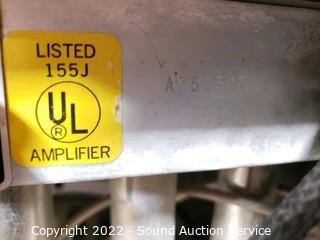 LISTED
155J
UL
®
AMPLIFIER
Copyright 2022 - Sound Auction Service